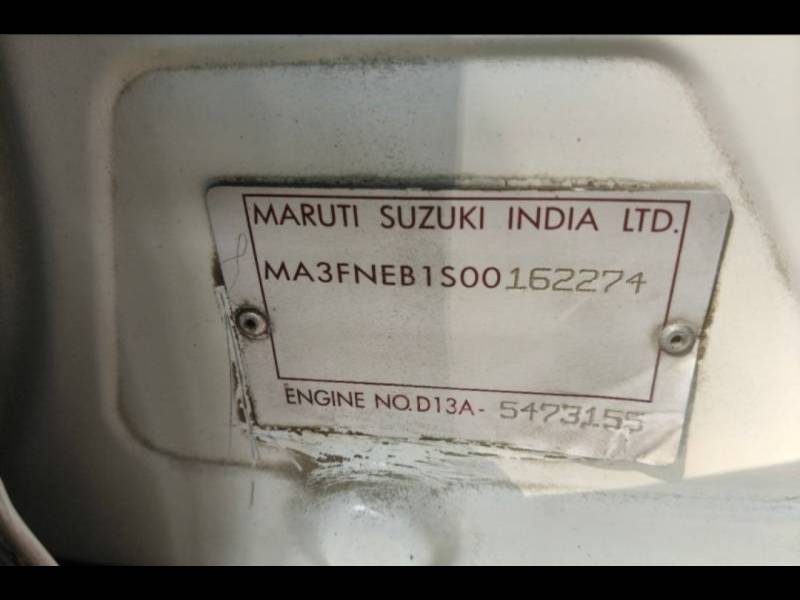 MARUTI SUZUKI INDIA LTD.
MA3FNEB1S00162274
ENGINE NO.D13A-5473155